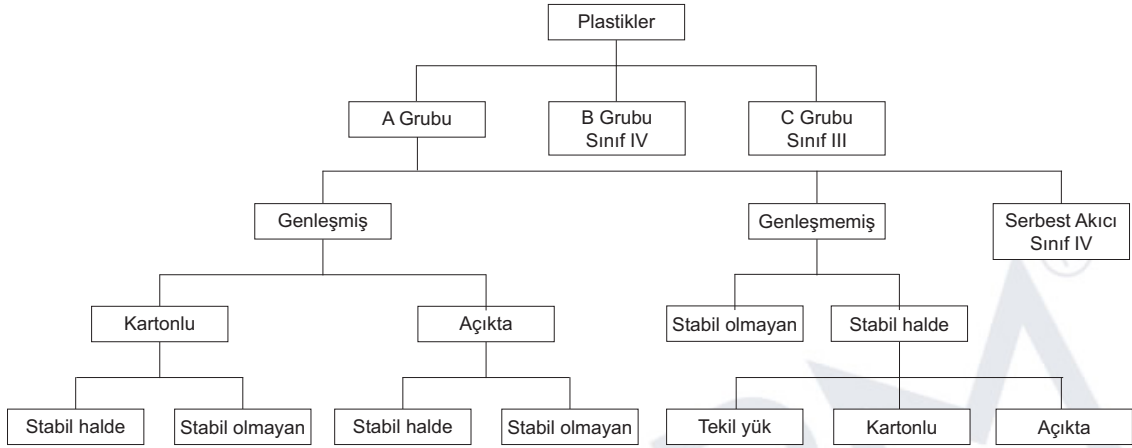 Plastikler
A Grubu
B Grubu
Sınıf IV
C Grubu
Sınıf III
Genleşmiş
Genleşmemiş
Serbest Akıcı
Sınıf IV
Kartonlu
Açıkta
Stabil olmayan
Stabil halde
Stabil halde
Stabil olmayan
Stabil halde
Stabil olmayan
Tekil yük
Kartonlu
Açıkta